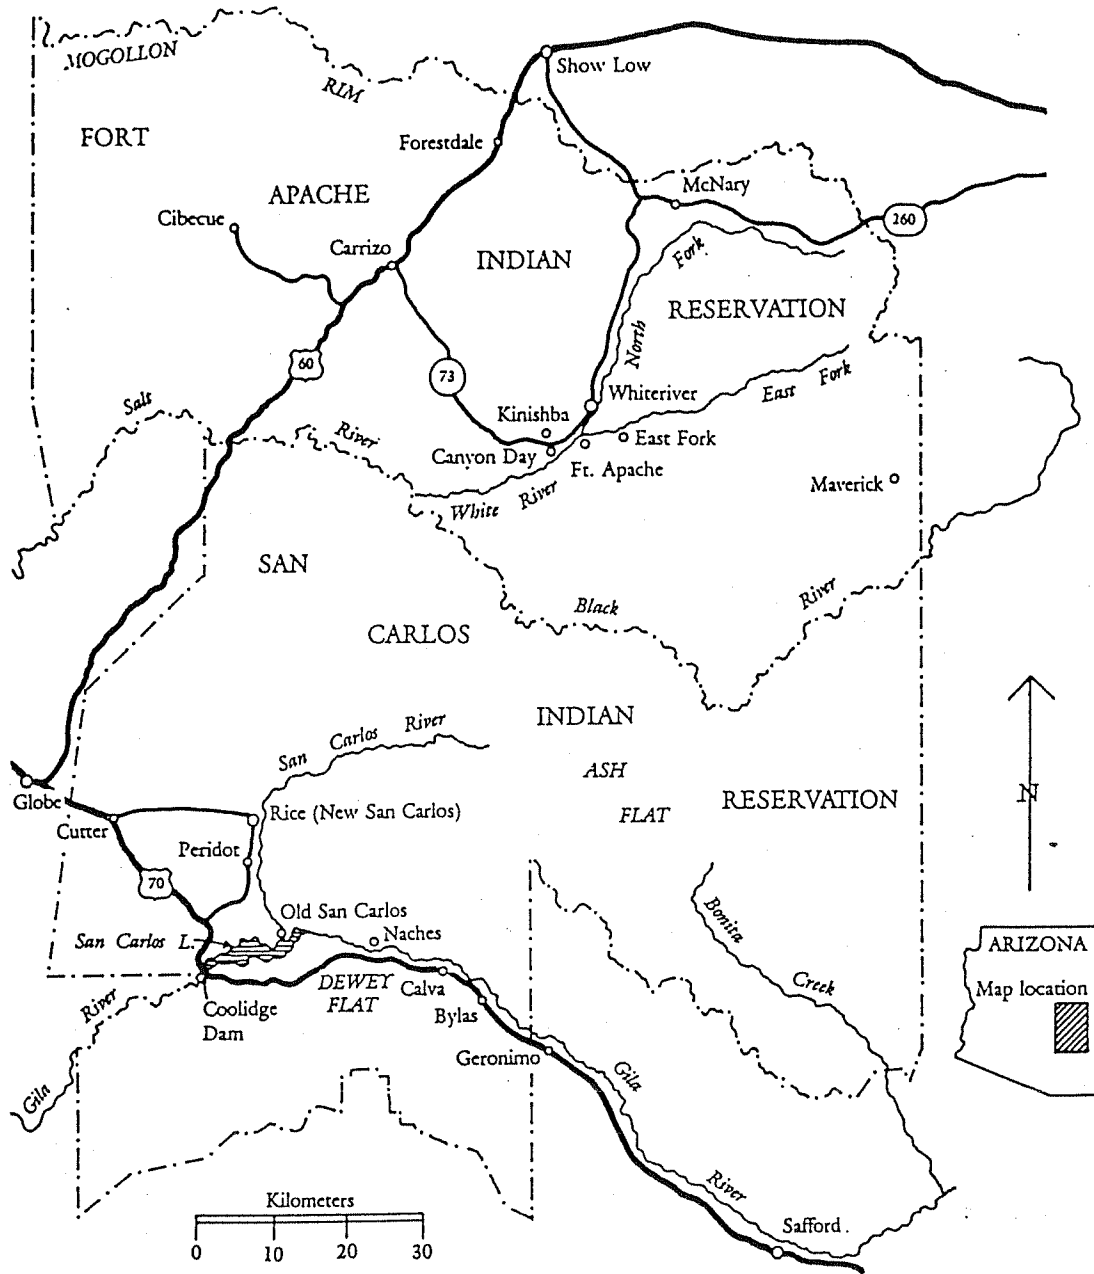 MOGOLLON
RIM
Show Low
FORT
Forestdale
APACHE
McNary
Cibecue
260
Carrizo
INDIAN
Fork
RESERVATION
North
60
73
East Fork
Whiteriver
Salt
River
Kinishba
East Fork
Canyon Day
Ft. Apache
Maverick
White River
SAN
Black
River
CARLOS
INDIAN
San Carlos River
ASH
FLAT
RESERVATION
N
Globe
Cutter
Rice (New San Carlos)
Peridot
70
Old San Carlos
San Carlos L.
Naches
Bonita
Creek
ARIZONA
Map location
DEWEY
FLAT
Calva
River
Coolidge
Dam
Bylas
Geronimo
Gila
Gila
River
Kilometers
0 10 20 30
Safford